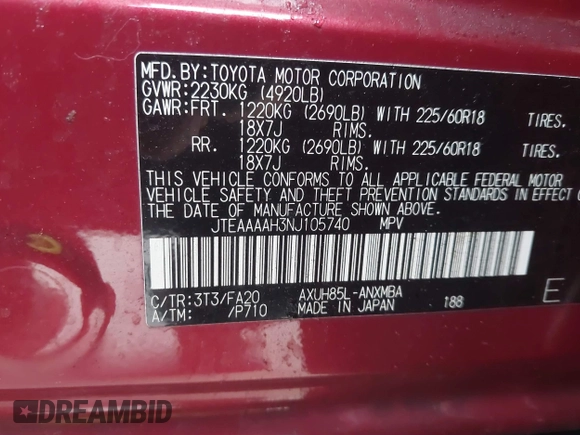 MFD.BY:TOYOTA MOTOR CORPORATION
GVWR:2230KG (4920LB)
GAWR:FRT. 1220KG (2690LB) WITH 225/60R18 TIRES.
18X7J RIMS.
RR. 1220KG (2690LB) WITH 225/60R18 TIRES.
18X7J RIMS.
THIS VEHICLE CONFORMS TO ALL APPLICABLE FEDERAL MOTOR
VEHICLE SAFETY AND THEFT PREVENTION STANDARDS IN EFFECT
THE DATE OF MANUFACTURE SHOWN ABOVE.
JTEAAAAH3NJ105740 MPV
C/TR:3T3/FA20 AXUH85L-ANXMBA
A/TM: /P710 MADE IN JAPAN 188
E
DREAMBID